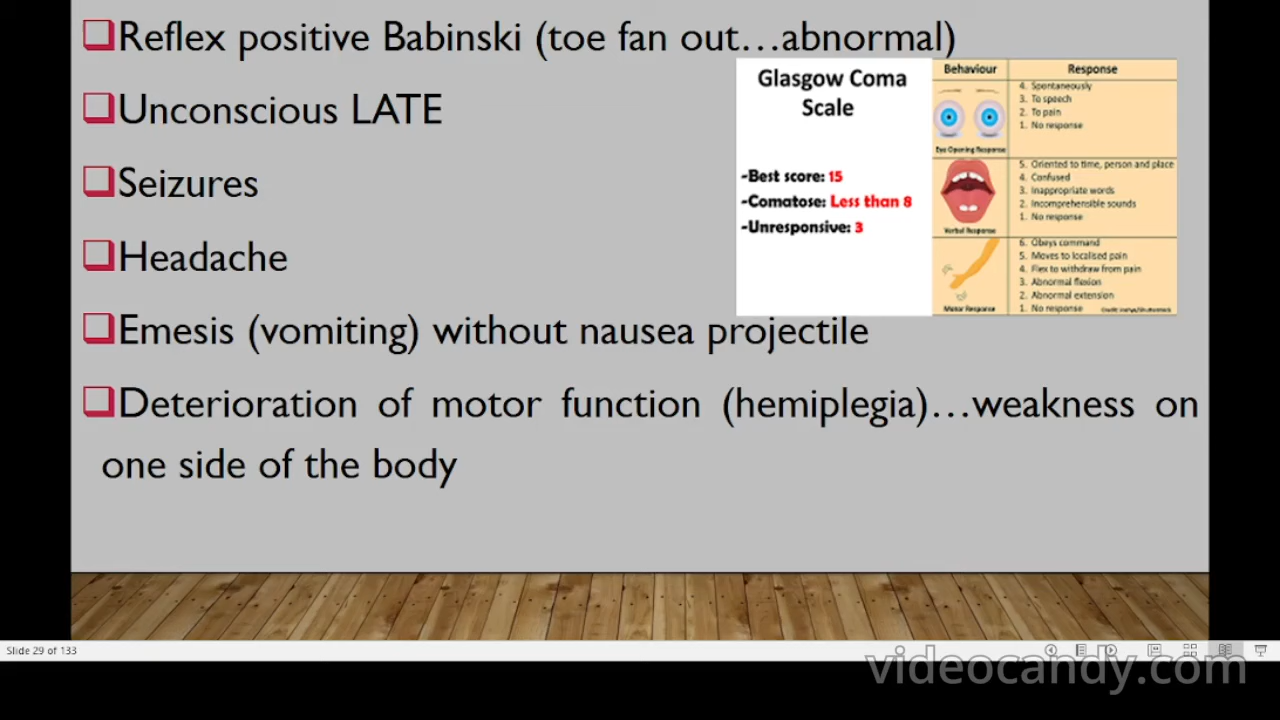 Reflex positive Babinski (toe fan out…abnormal)
Unconscious LATE
Seizures
Headache
Emesis (vomiting) without nausea projectile
Deterioration of motor function (hemiplegia)…weakness on
one side of the body
Glasgow Coma
Scale
-Best score: 15
-Comatose: Less than 8
-Unresponsive: 3
Behaviour Response
4. Spontaneously
3. To speech
2. To pain
1. No response
Eye Opening Response
5. Oriented to time, person and place
4. Confused
3. Inappropriate words
2. Incomprehensible sounds
1. No response
Verbal Response
6. Obeys command
5. Moves to localised pain
4. Flex to withdraw from pain
3. Abnormal flexion
2. Abnormal extension
1. No response
Motor Response
Slide 29 of 133
videocandy.com